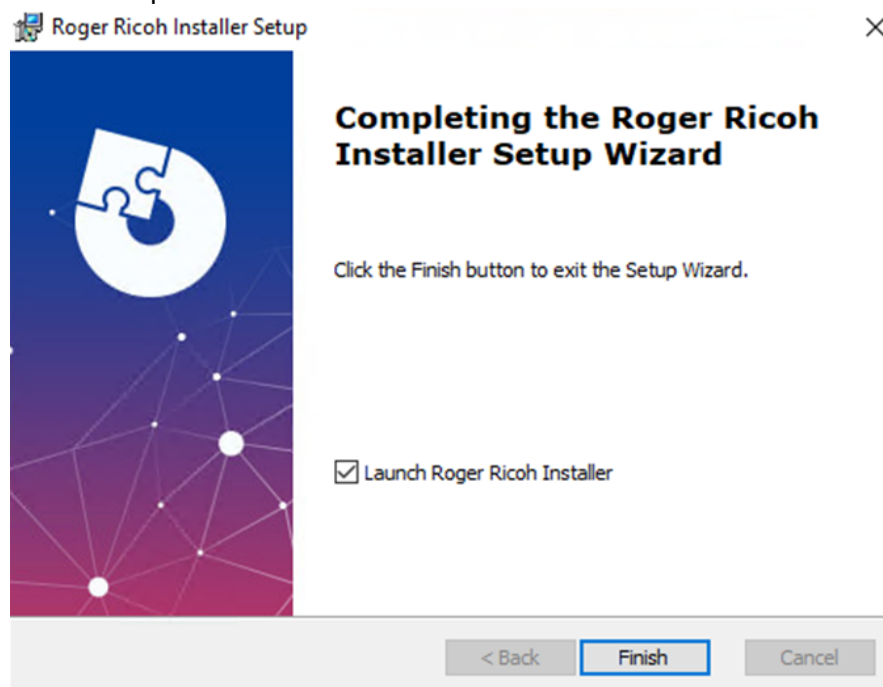 Roger Ricoh Installer Setup
Completing the Roger Ricoh
Installer Setup Wizard
Click the Finish button to exit the Setup Wizard.
Launch Roger Ricoh Installer
< Back
Finish
Cancel